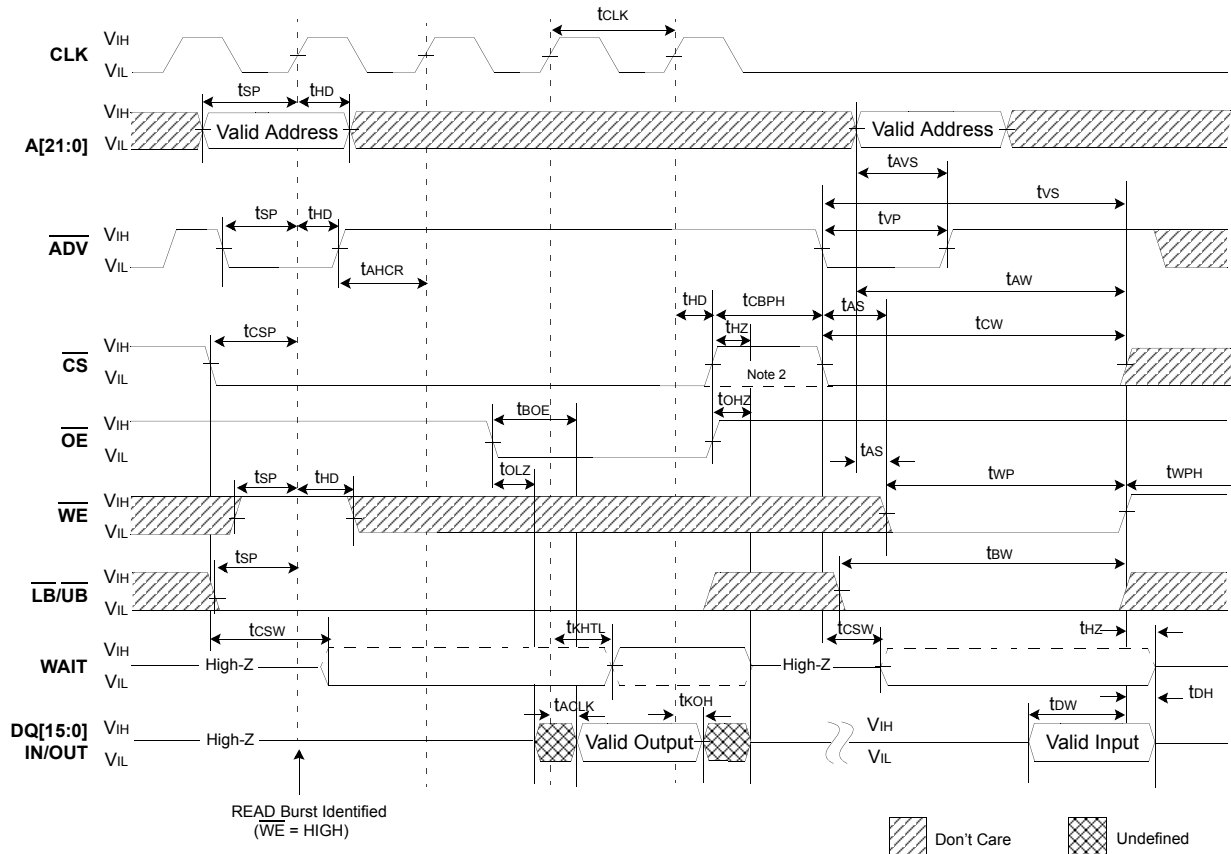 tCLK
CLK
VIH
VIL
tSP
tHD
A[21:0]
VIH
VIL
Valid Address
Valid Address
tAVS
tVS
tSP
tHD
tVP
ADV
VIH
VIL
tAHCR
tAW
tHD
tCBPH
tAS
tCSP
tHZ
tCW
CS
VIH
VIL
Note 2
tBOE
tOHZ
OE
VIH
VIL
tOLZ
tAS
tSP
tHD
tWP
tWPH
WE
VIH
VIL
tSP
tBW
LB/UB
VIH
VIL
tCSW
tKHTL
tCSW
tHZ
WAIT
VIH
VIL
High-Z
High-Z
tACLK
tKOH
tDW
tDH
DQ[15:0]
IN/OUT
VIH
VIL
High-Z
Valid Output
VIH
VIL
Valid Input
READ Burst Identified
(WE = HIGH)
Don't Care
Undefined